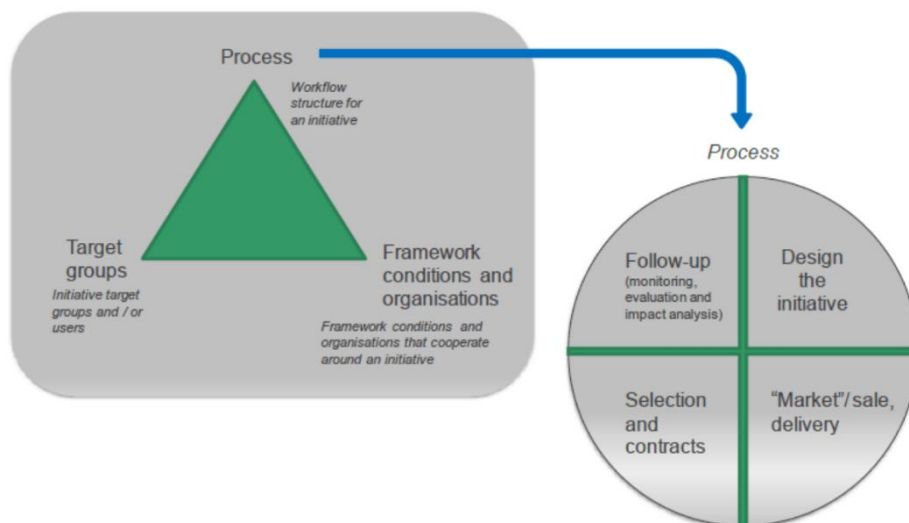 Process
Workflow
structure for
an initiative
Target
groups
Initiative target
groups and / or
users
Framework
conditions and
organisations
Framework conditions and
organisations that cooperate
around an initiative
Process
Follow-up
(monitoring,
evaluation and
impact analysis)
Design
the
initiative
Selection
and
contracts
“Market”/ sale,
delivery